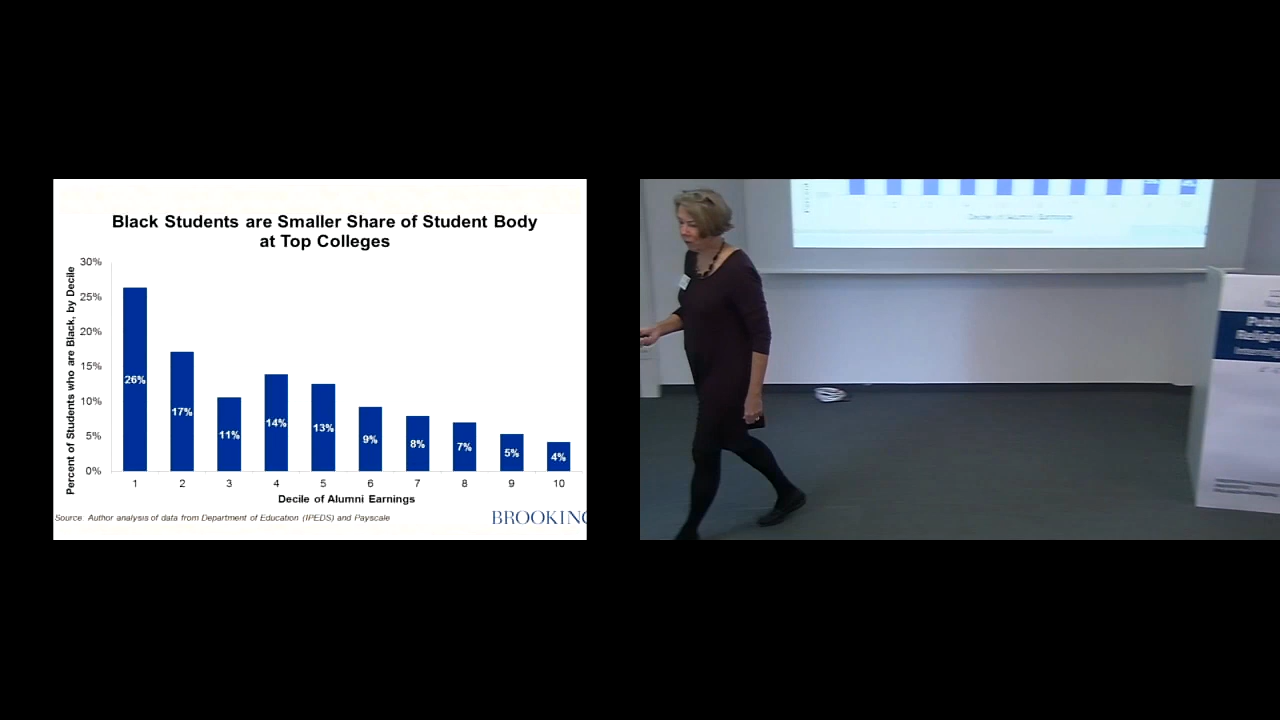 Black Students are Smaller Share of Student Body
at Top Colleges
Percent of Students who are Black, by Decile
30%
25%
20%
15%
10%
5%
0%
26%
17%
11%
14%
13%
9%
8%
7%
5%
4%
1 2 3 4 5 6 7 8 9 10
Decile of Alumni Earnings
Source: Author analysis of data from Department of Education (IPEDS) and Payscale
BROOKING
Decile of Alumni Earnings